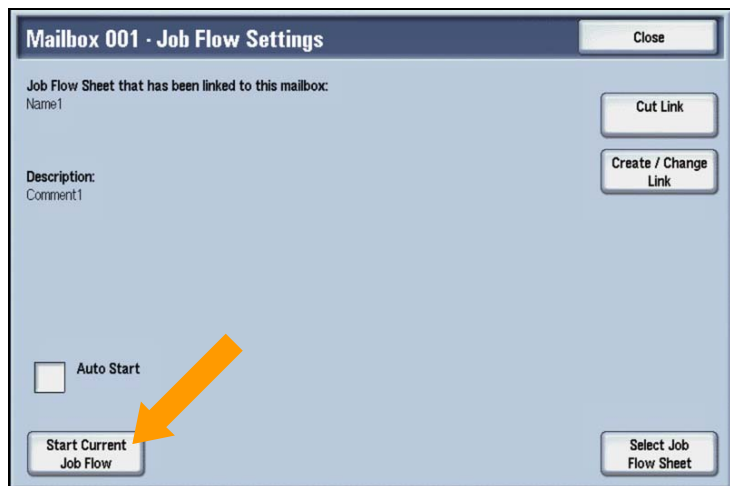 Mailbox 001 - Job Flow Settings
Close
Job Flow Sheet that has been linked to this mailbox:
Name1
Cut Link
Create / Change
Link
Description:
Comment1
Auto Start
Start Current
Job Flow
Select Job
Flow Sheet